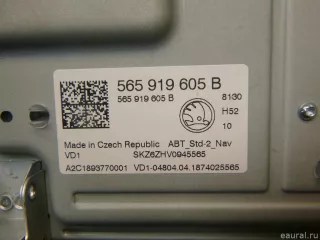 565 919 605 B
565 919 605 B 8130
H52
10
Made in Czech Republic ABT_Std-2_Nav
VD1 SKZ6ZHV0945565
A2C1893770001 VD1-04804.04.1874025565
eaural.ru